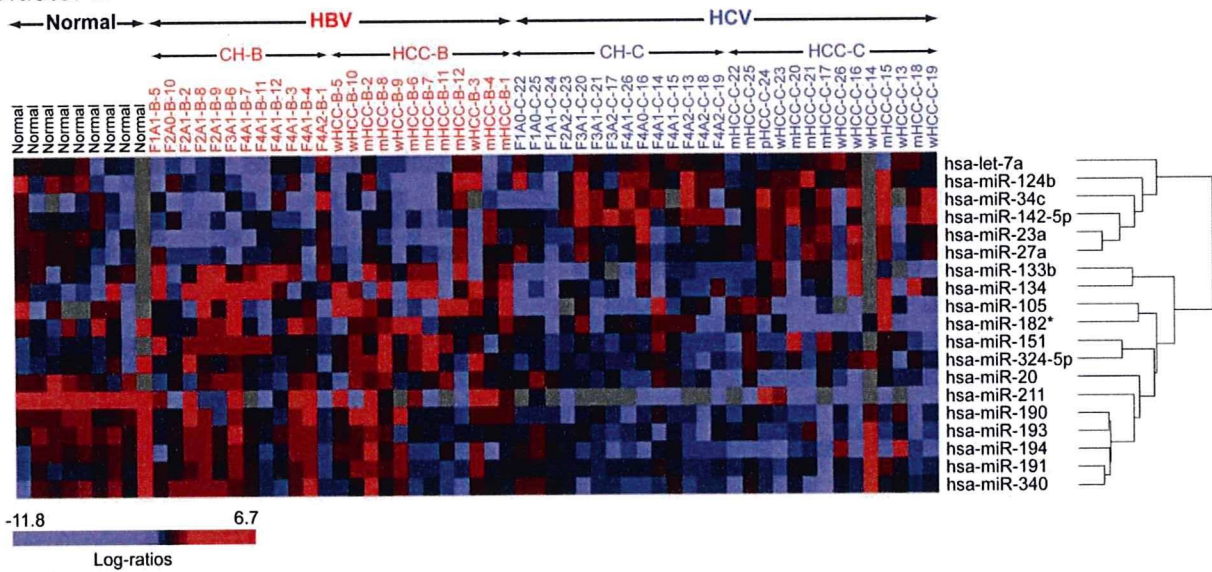 Normal HBV HCV
CH-B HCC-B CH-C HCC-C
Normal
Normal
Normal
Normal
Normal
Normal
Normal
Normal
Normal
F1A1-B-5
F2A0-B-10
F2A1-B-2
F2A1-B-8
F2A1-B-9
F3A1-B-6
F4A1-B-7
F4A1-B-11
F4A1-B-12
F4A1-B-3
F4A1-B-4
F4A2-B-1
wHCC-B-5
wHCC-B-10
mHCC-B-2
mHCC-B-8
wHCC-B-9
mHCC-B-6
mHCC-B-7
mHCC-B-11
mHCC-B-12
wHCC-B-3
mHCC-B-4
mHCC-B-1
F1A0-C-22
F1A0-C-25
F1A1-C-24
F2A2-C-23
F3A1-C-20
F3A1-C-21
F3A2-C-17
F4A1-C-26
F4A0-C-16
F4A1-C-14
F4A1-C-15
F4A2-C-13
F4A2-C-18
F4A2-C-19
mHCC-C-22
mHCC-C-25
pHCC-C-24
wHCC-C-23
mHCC-C-20
mHCC-C-21
mHCC-C-17
wHCC-C-26
wHCC-C-16
wHCC-C-14
mHCC-C-15
wHCC-C-13
mHCC-C-18
wHCC-C-19
hsa-let-7a
hsa-miR-124b
hsa-miR-34c
hsa-miR-142-5p
hsa-miR-23a
hsa-miR-27a
hsa-miR-133b
hsa-miR-134
hsa-miR-105
hsa-miR-182*
hsa-miR-151
hsa-miR-324-5p
hsa-miR-20
hsa-miR-211
hsa-miR-190
hsa-miR-193
hsa-miR-194
hsa-miR-191
hsa-miR-340
-11.8 6.7
Log-ratios